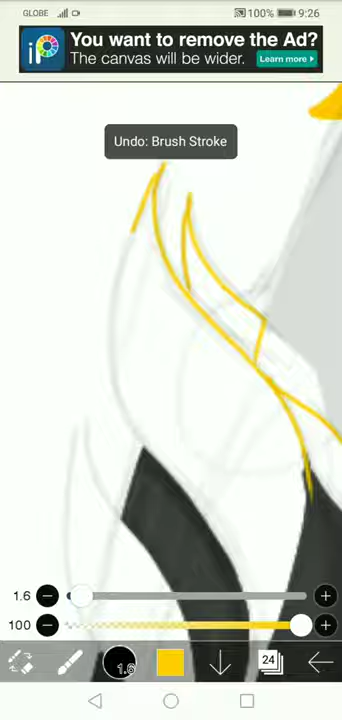 GLOBE
100%
9:26
iP
You want to remove the Ad?
The canvas will be wider.
Learn more
Undo: Brush Stroke
1.6
100
1.6
24